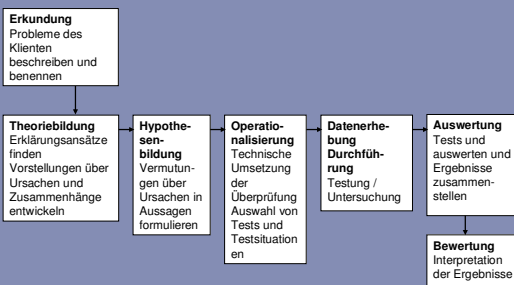 Erkundung
Probleme des
Klienten
beschreiben und
benennen
Theoriebildung
Erklärungsansätze
finden
Vorstellungen über
Ursachen und
Zusammenhänge
entwickeln
Hypothe-
sen-
bildung
Vermutun-
gen über
Ursachen in
Aussagen
formulieren
Operatio-
nalisierung
Technische
Umsetzung
der
Überprüfung
Auswahl von
Tests und
Testsituation
en
Datenerhe-
bung
Durchfüh-
rung
Testung /
Untersuchung
Auswertung
Tests und
auswerten und
Ergebnisse
zusammen-
stellen
Bewertung
Interpretation
der Ergebnisse